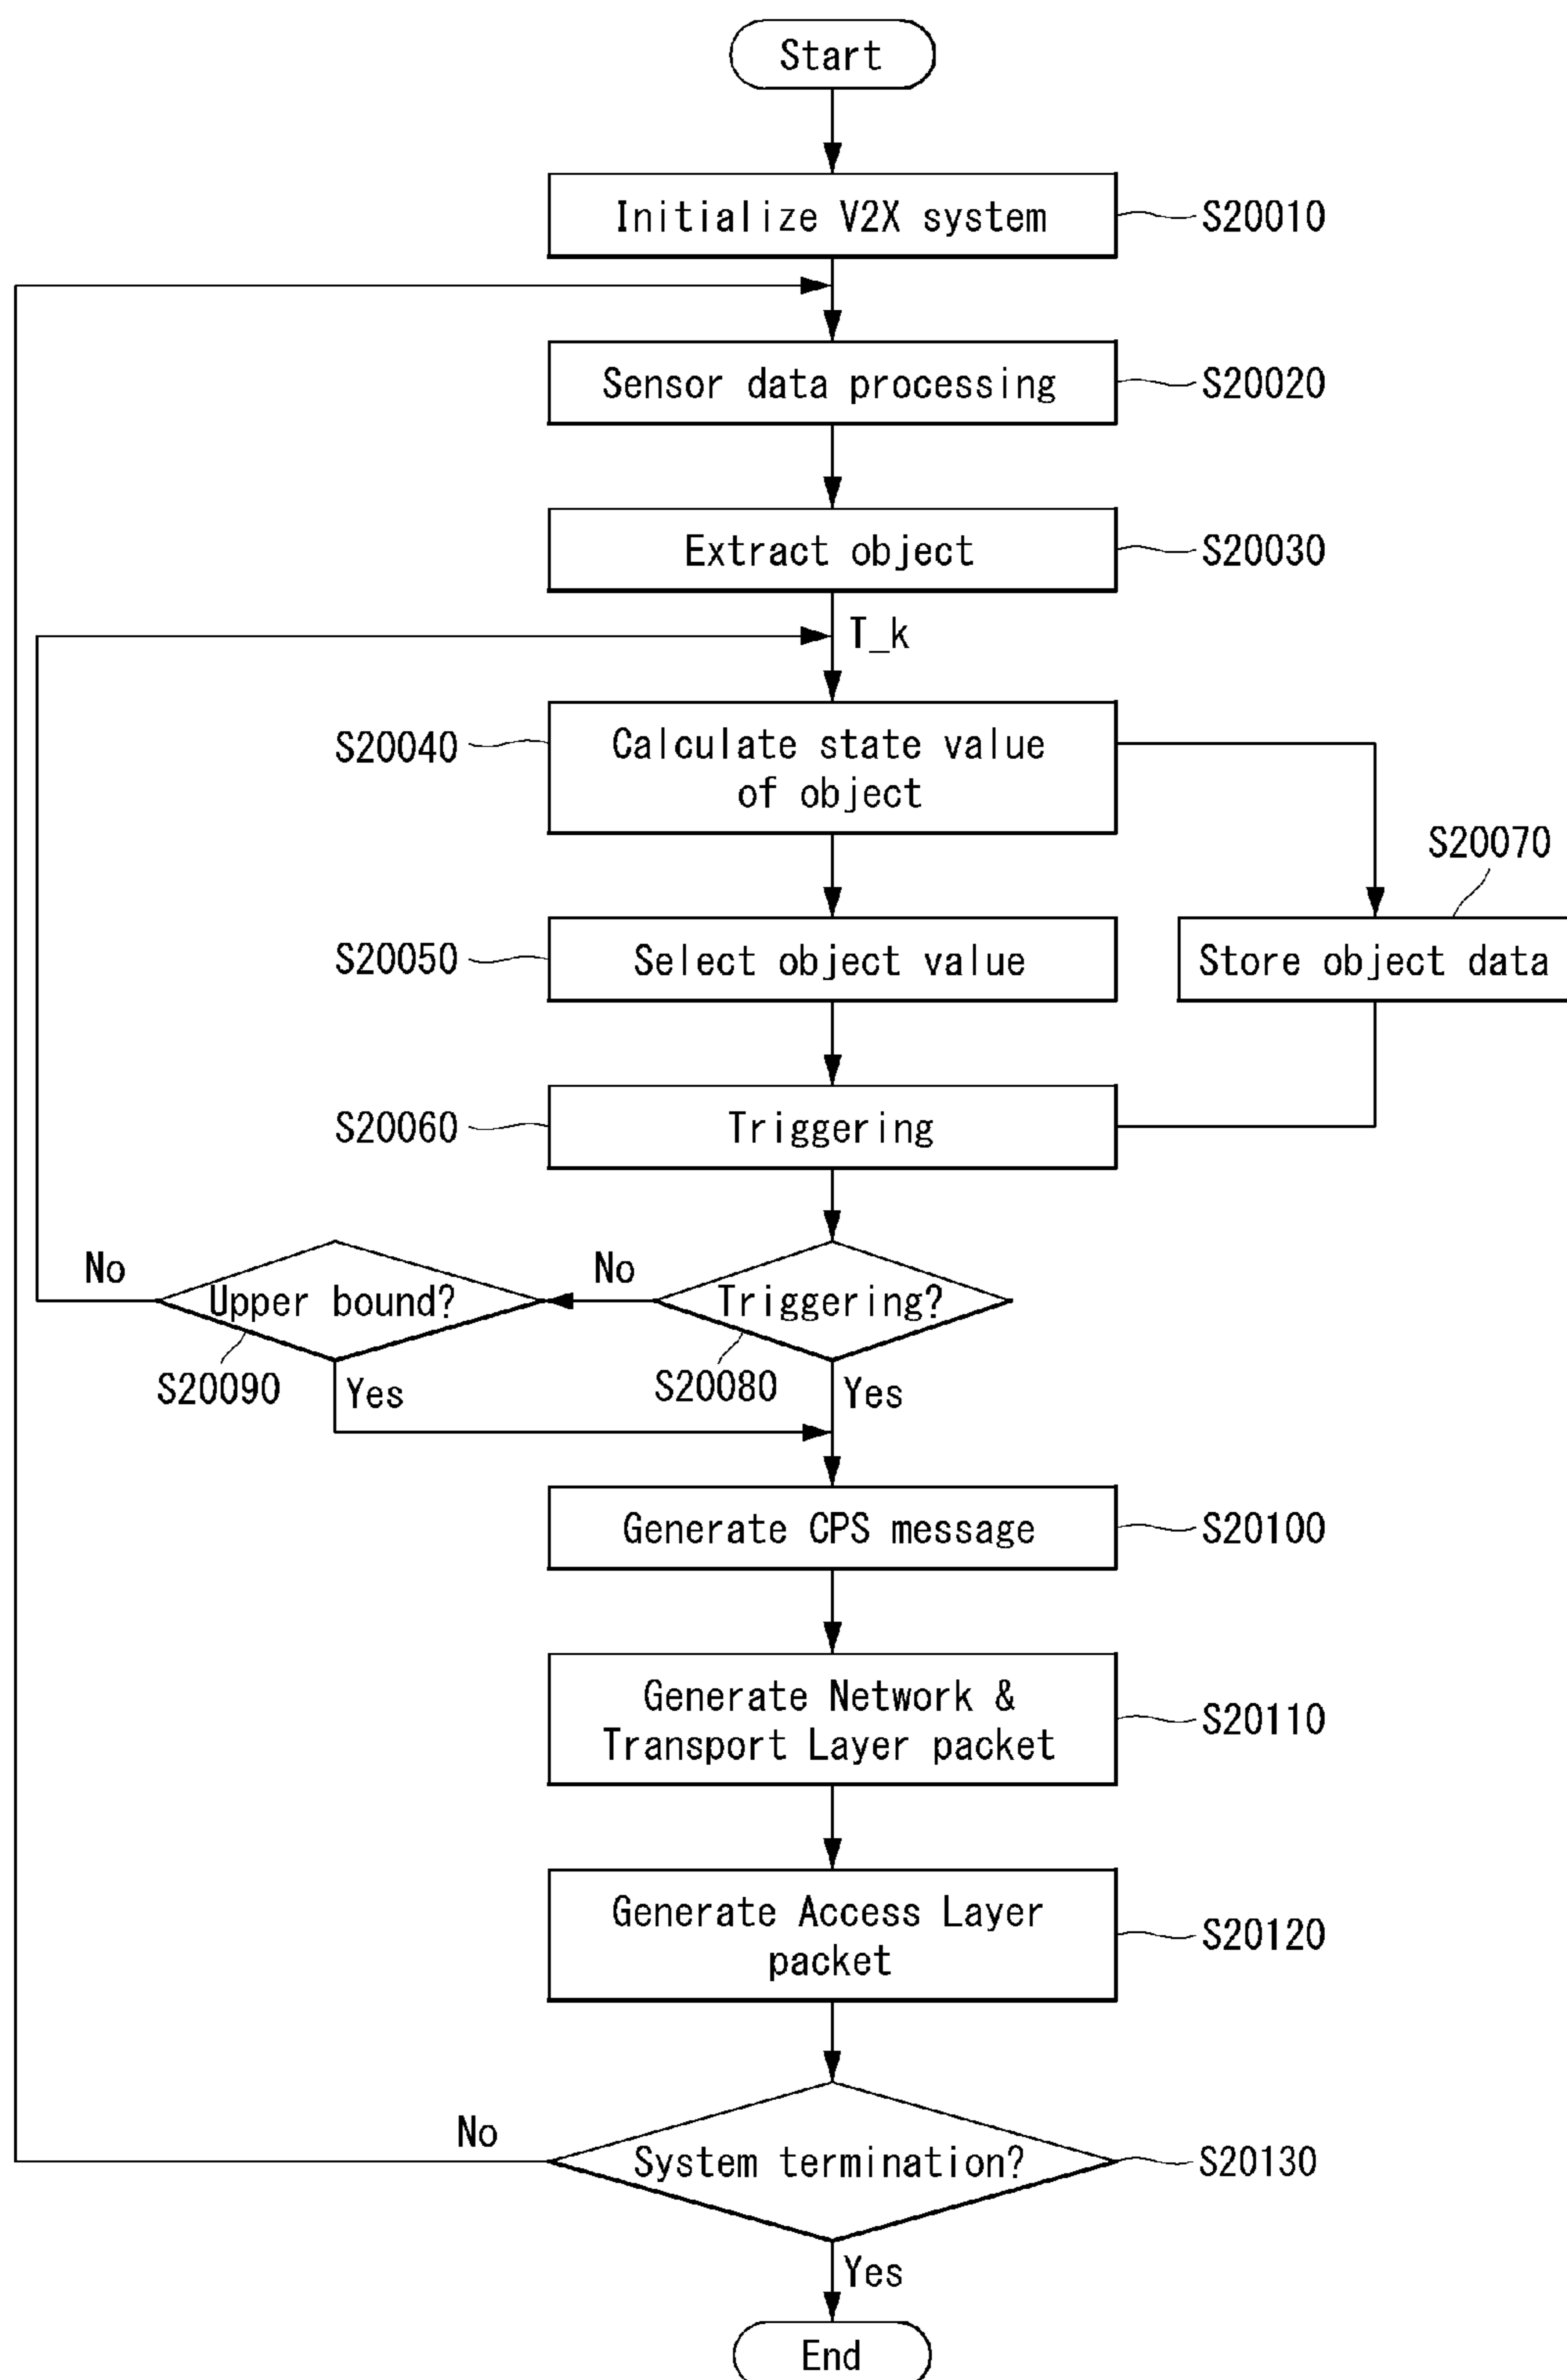 Start
Initialize V2X system
S20010
Sensor data processing
S20020
Extract object
S20030
T_k
S20040
Calculate state value
of object
S20070
S20050
Select object value
Store object data
S20060
Triggering
No
Upper bound?
No
Triggering?
S20090
Yes
S20080
Yes
Generate CPS message
S20100
Generate Network &
Transport Layer packet
S20110
Generate Access Layer
packet
S20120
No
System termination?
S20130
Yes
End